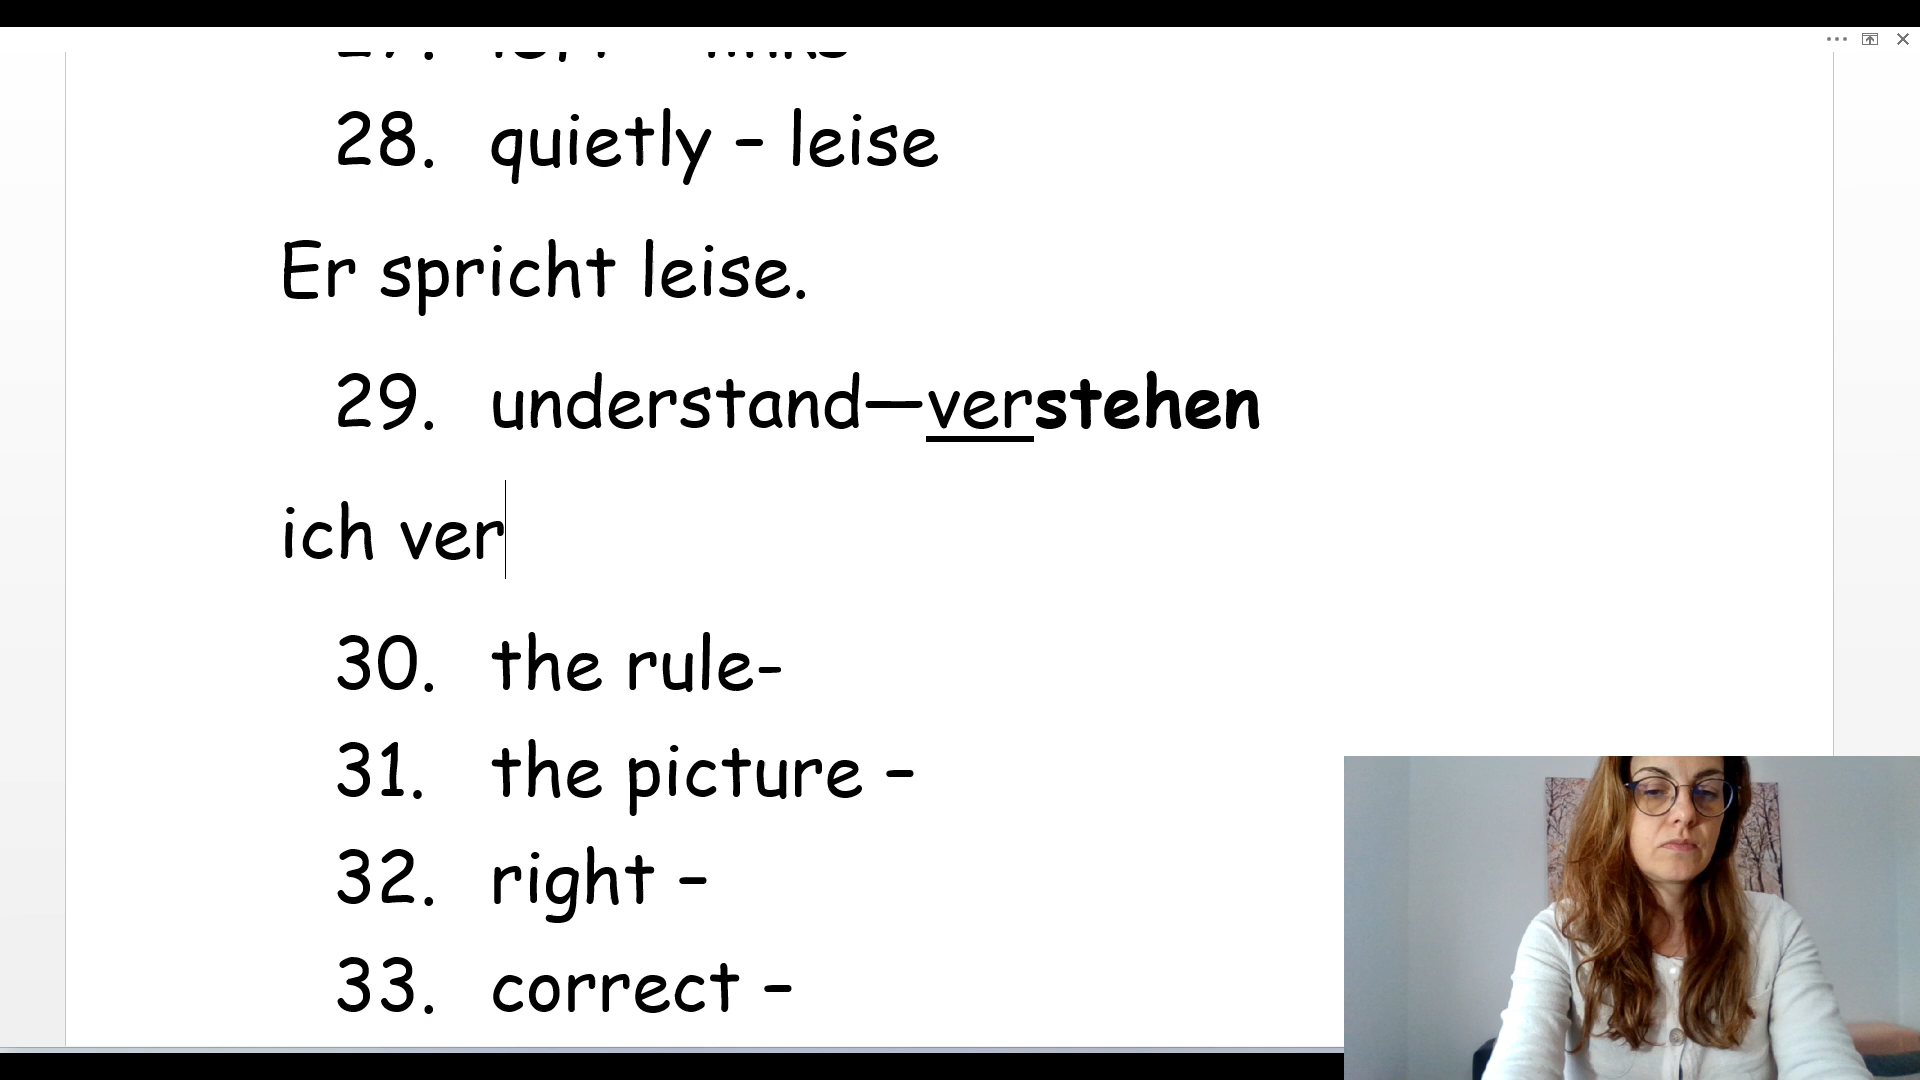 28. quietly – leise
Er spricht leise.
29. understand—verstehen
ich ver
30. the rule-
31. the picture –
32. right –
33. correct –